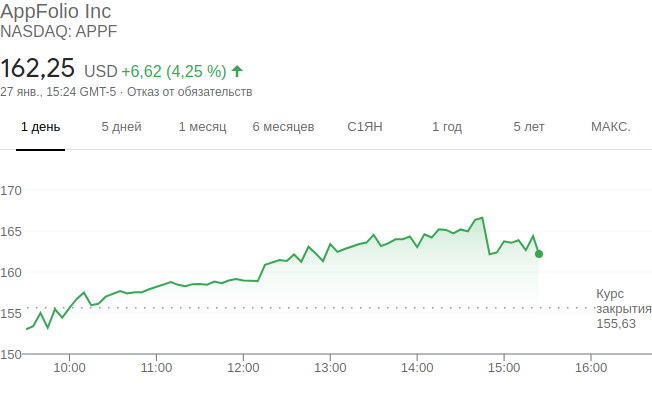 AppFolio Inc
NASDAQ: APPF
162,25 USD +6,62 (4,25 %)
27 янв., 15:24 GMT-5 · Отказ от обязательств
1 день 5 дней 1 месяц 6 месяцев С1ЯН 1 год 5 лет МАКС.
170
165
160
155
150
Курс
закрытия
155,63
10:00 11:00 12:00 13:00 14:00 15:00 16:00